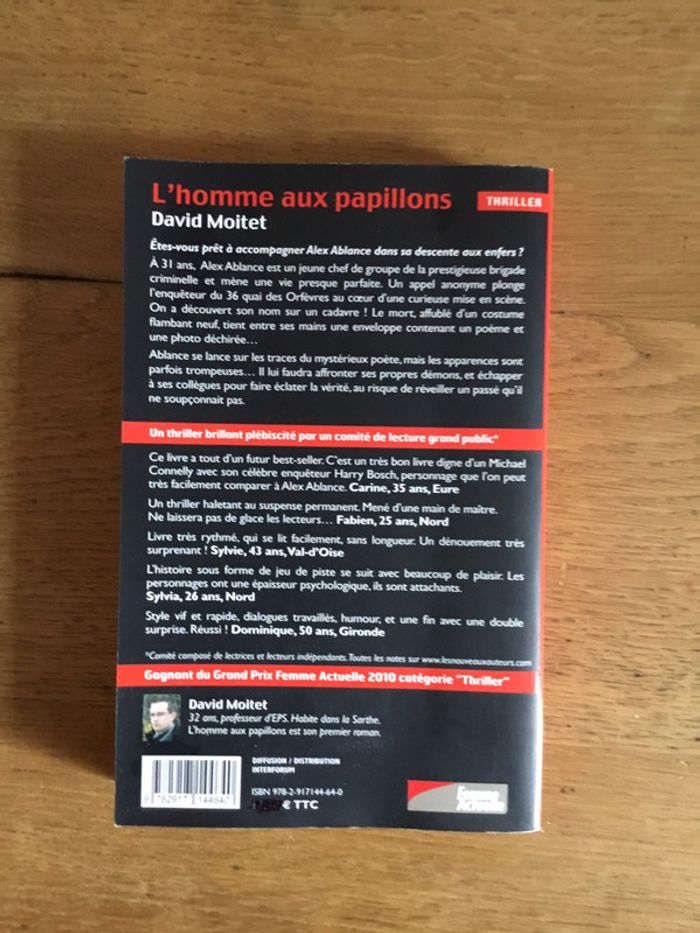 L'homme aux papillons
THRILLER
David Moitet
Êtes-vous prêt à accompagner Alex Ablance dans sa descente aux enfers ?
À 31 ans, Alex Ablance est un jeune chef de groupe de la prestigieuse brigade
criminelle et mène une vie presque parfaite. Un appel anonyme plonge
l'enquêteur du 36 quai des Orfèvres au cœur d'une curieuse mise en scène.
On a découvert son nom sur un cadavre ! Le mort, affublé d'un costume
flambant neuf, tient entre ses mains une enveloppe contenant un poème et
une photo déchirée...
Ablance se lance sur les traces du mystérieux poète, mais les apparences sont
parfois trompeuses... Il lui faudra affronter ses propres démons, et échapper
à ses collègues pour faire éclater la vérité, au risque de réveiller un passé qu'il
ne soupçonnait pas.
Un thriller brillant plébiscité par un comité de lecture grand public*
Ce livre a tout d'un futur best-seller. C'est un très bon livre digne d'un Michael
Connelly avec son célèbre enquêteur Harry Bosch, personnage que l'on peut
très facilement comparer à Alex Ablance. Carine, 35 ans, Eure
Un thriller haletant au suspense permanent. Mené d'une main de maître.
Ne laissera pas de glace les lecteurs... Fabien, 25 ans, Nord
Livre très rythmé, qui se lit facilement, sans longueur. Un dénouement très
surprenant ! Sylvie, 43 ans, Val-d'Oise
L'histoire sous forme de jeu de piste se suit avec beaucoup de plaisir. Les
personnages ont une épaisseur psychologique, ils sont attachants.
Sylvia, 26 ans, Nord
Style vif et rapide, dialogues travaillés, humour, et une fin avec une double
surprise. Réussi ! Dominique, 50 ans, Gironde
*Comité composé de lectrices et lecteurs indépendants. Toutes les notes sur www.lesnouveauxauteurs.com
Gagnant du Grand Prix Femme Actuelle 2010 catégorie "Thriller"
David Moitet
32 ans, professeur d'EPS. Habite dans la Sarthe.
L'homme aux papillons est son premier roman.
DIFFUSION / DISTRIBUTION
INTERFORUM
ISBN 978-2-917144-64-0
€ TTC
9 782917 144640
Femme
Actuelle